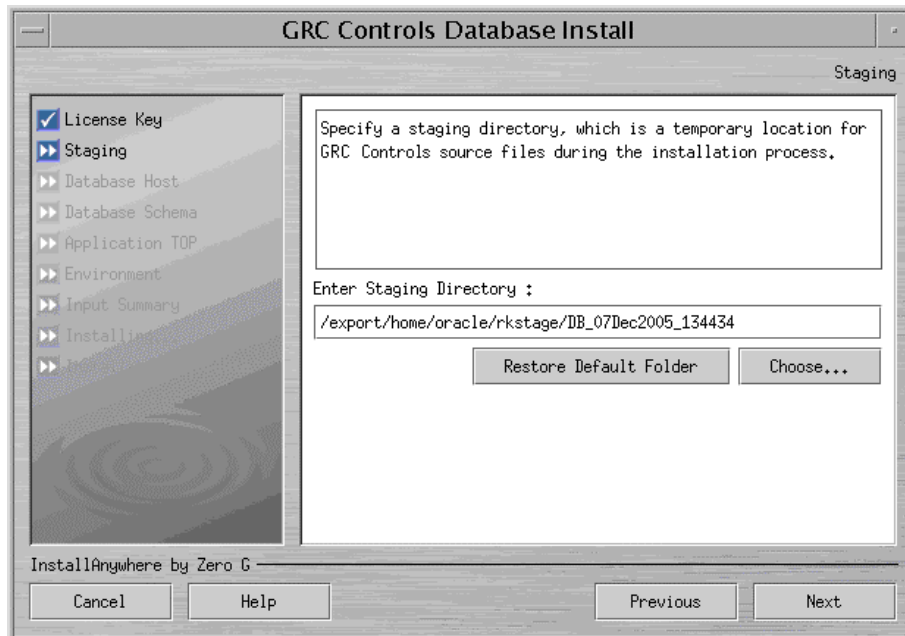 GRC Controls Database Install
Staging
License Key
Staging
Database Host
Database Schema
Application TOP
Environment
Input Summary
Installing
Specify a staging directory, which is a temporary location for
GRC Controls source files during the installation process.
Enter Staging Directory :
/export/home/oracle/rkstage/DB_07Dec2005_134434
Restore Default Folder
Choose...
InstallAnywhere by Zero G
Cancel
Help
Previous
Next